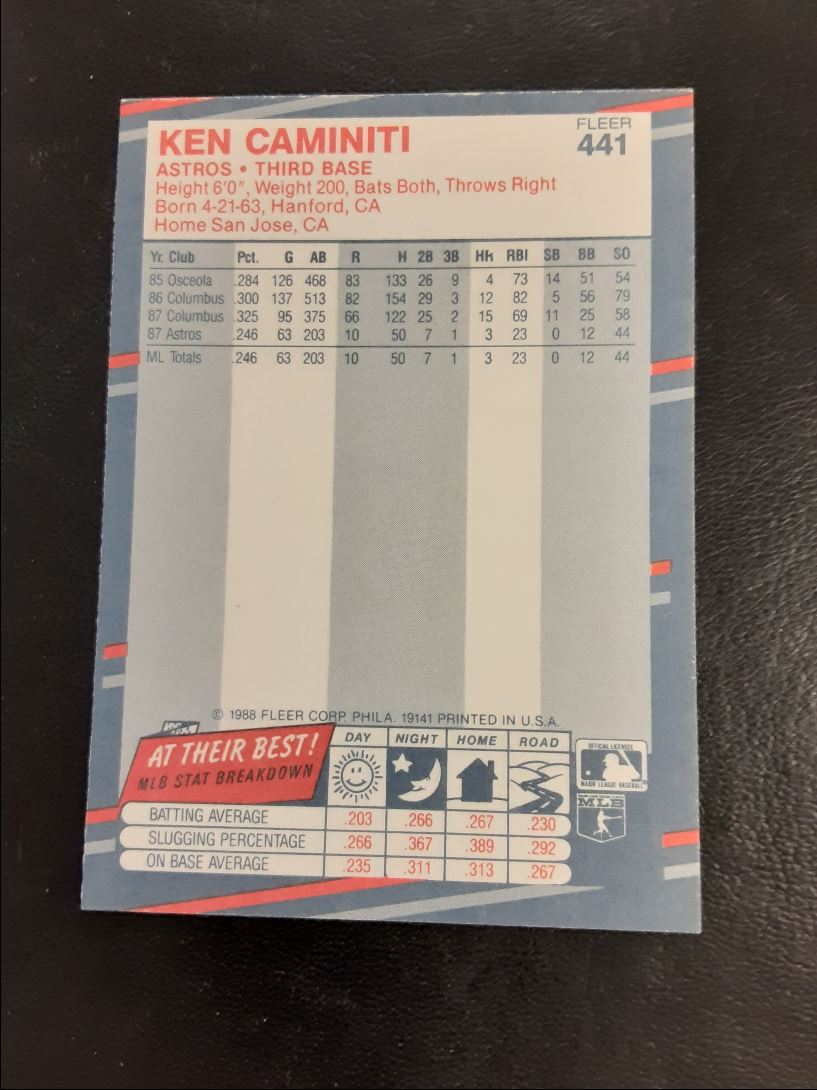 KEN CAMINITI
FLEER
441
ASTROS • THIRD BASE
Height 6'0", Weight 200, Bats Both, Throws Right
Born 4-21-63, Hanford, CA
Home San Jose, CA
Yr. Club Pct. G AB R H 2B 3B Hh RBI SB BB SO
85 Osceola .284 126 468 83 133 26 9 4 73 14 51 54
86 Columbus .300 137 513 82 154 29 3 12 82 5 56 79
87 Columbus .325 95 375 66 122 25 2 15 69 11 25 58
87 Astros .246 63 203 10 50 7 1 3 23 0 12 44
ML Totals .246 63 203 10 50 7 1 3 23 0 12 44
© 1988 FLEER CORP. PHILA. 19141 PRINTED IN U.S.A.
AT THEIR BEST!
MLB STAT BREAKDOWN
DAY NIGHT HOME ROAD
BATTING AVERAGE .203 .266 .267 .230
SLUGGING PERCENTAGE .266 .367 .389 .292
ON BASE AVERAGE .235 .311 .313 .267
OFFICIAL LICENSEE
MAJOR LEAGUE BASEBALL
MLB